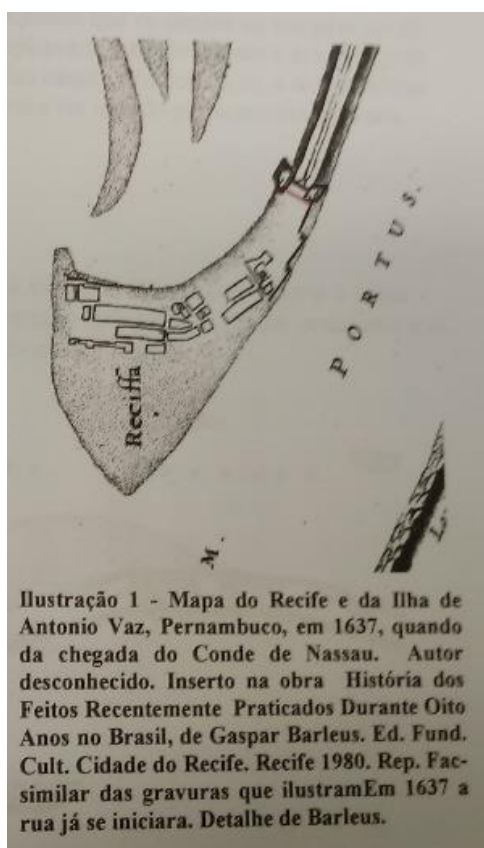 PORTUS.
Reciffa
M.
L.
Ilustração 1 - Mapa do Recife e da Ilha de
Antonio Vaz, Pernambuco, em 1637, quando
da chegada do Conde de Nassau. Autor
desconhecido. Inserto na obra História dos
Feitos Recentemente Praticados Durante Oito
Anos no Brasil, de Gaspar Barleus. Ed. Fund.
Cult. Cidade do Recife. Recife 1980. Rep. Fac-
similar das gravuras que ilustramEm 1637 a
rua já se iniciara. Detalhe de Barleus.